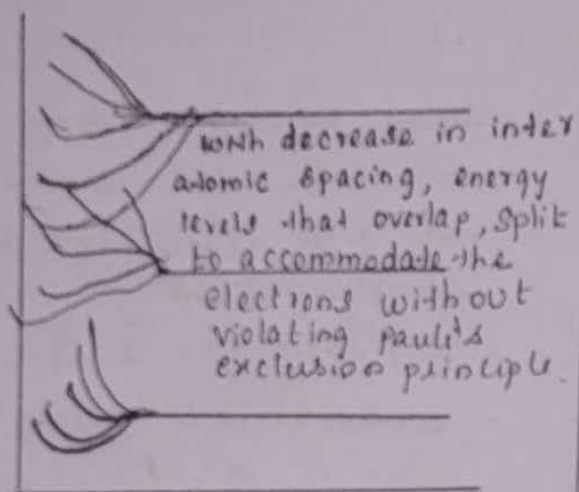 with decrease in inter
atomic spacing, energy
levels that overlap, split
to accommodate the
electrons without
violating pauli's
exclusion principle.